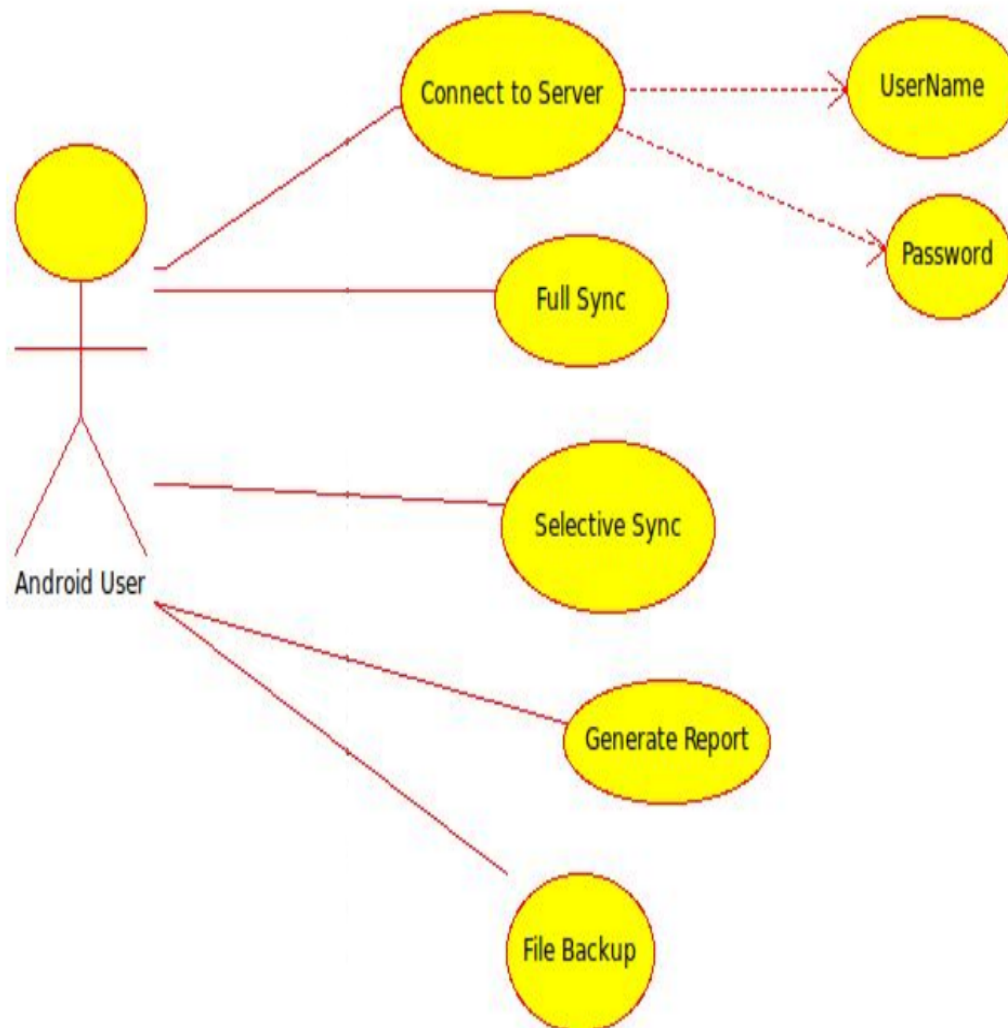 Connect to Server
UserName
Password
Full Sync
Selective Sync
Android User
Generate Report
File Backup